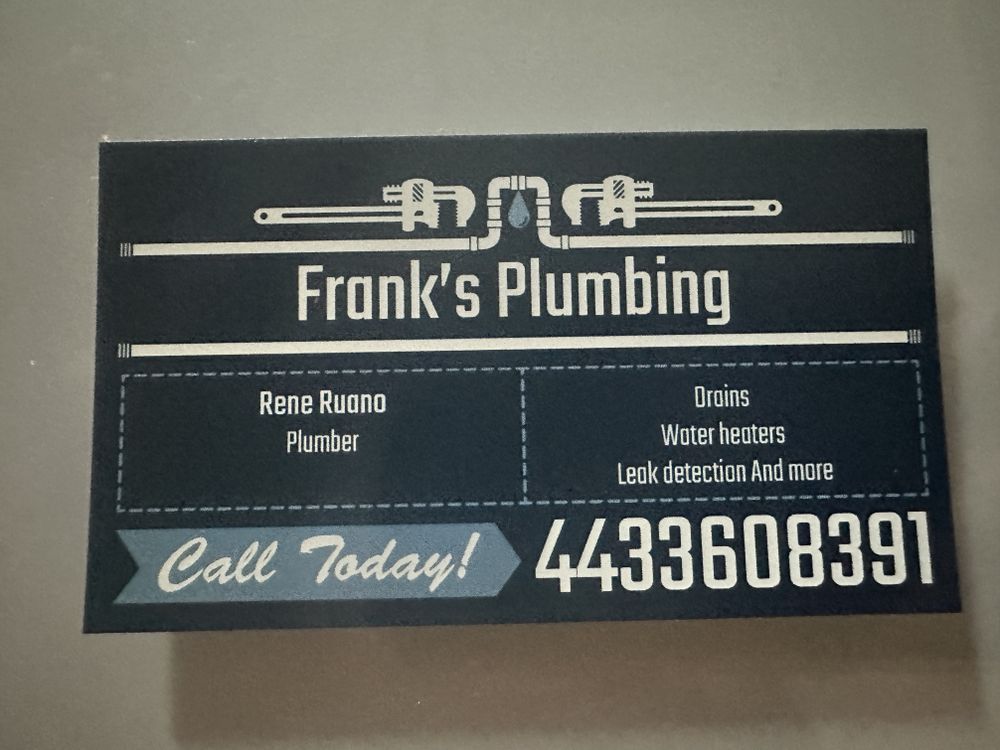 Frank's Plumbing
Rene Ruano
Plumber
Drains
Water heaters
Leak detection And more
Call Today!
4433608391